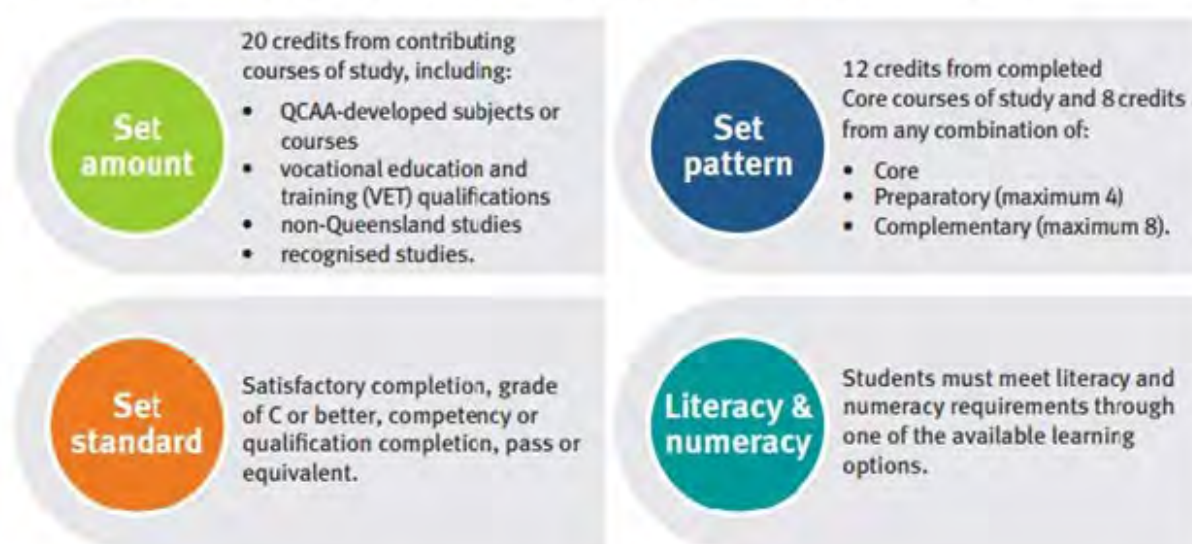 Set
amount
20 credits from contributing
courses of study, including:
• QCAA-developed subjects or
courses
• vocational education and
training (VET) qualifications
• non-Queensland studies
• recognised studies.
Set
pattern
12 credits from completed
Core courses of study and 8 credits
from any combination of:
• Core
• Preparatory (maximum 4)
• Complementary (maximum 8).
Set
standard
Satisfactory completion, grade
of C or better, competency or
qualification completion, pass or
equivalent.
Literacy &
numeracy
Students must meet literacy and
numeracy requirements through
one of the available learning
options.